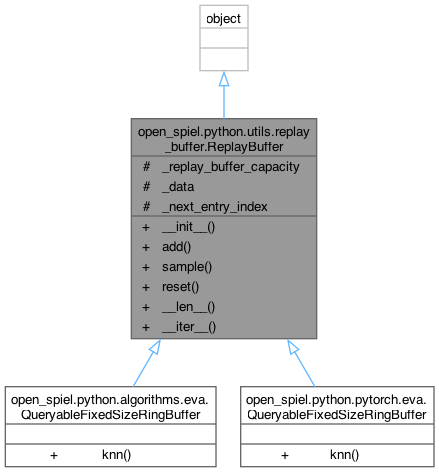 object
open_spiel.python.utils.replay
_buffer.ReplayBuffer
# _replay_buffer_capacity
# _data
# _next_entry_index
+ __init__()
+ add()
+ sample()
+ reset()
+ __len__()
+ __iter__()
open_spiel.python.algorithms.eva.
QueryableFixedSizeRingBuffer
+ knn()
open_spiel.python.pytorch.eva.
QueryableFixedSizeRingBuffer
+ knn()